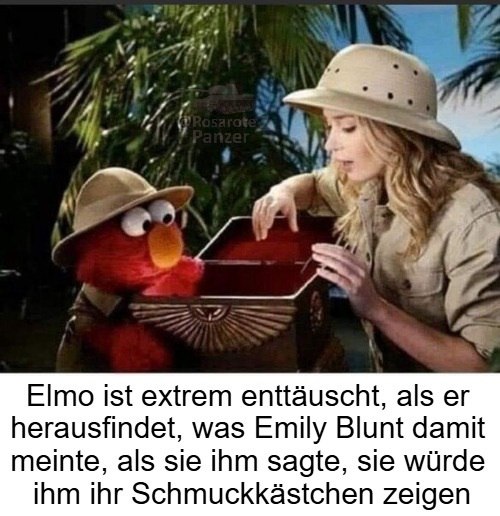 @Rosarote
Panzer
Elmo ist extrem enttäuscht, als er
herausfindet, was Emily Blunt damit
meinte, als sie ihm sagte, sie würde
ihm ihr Schmuckkästchen zeigen